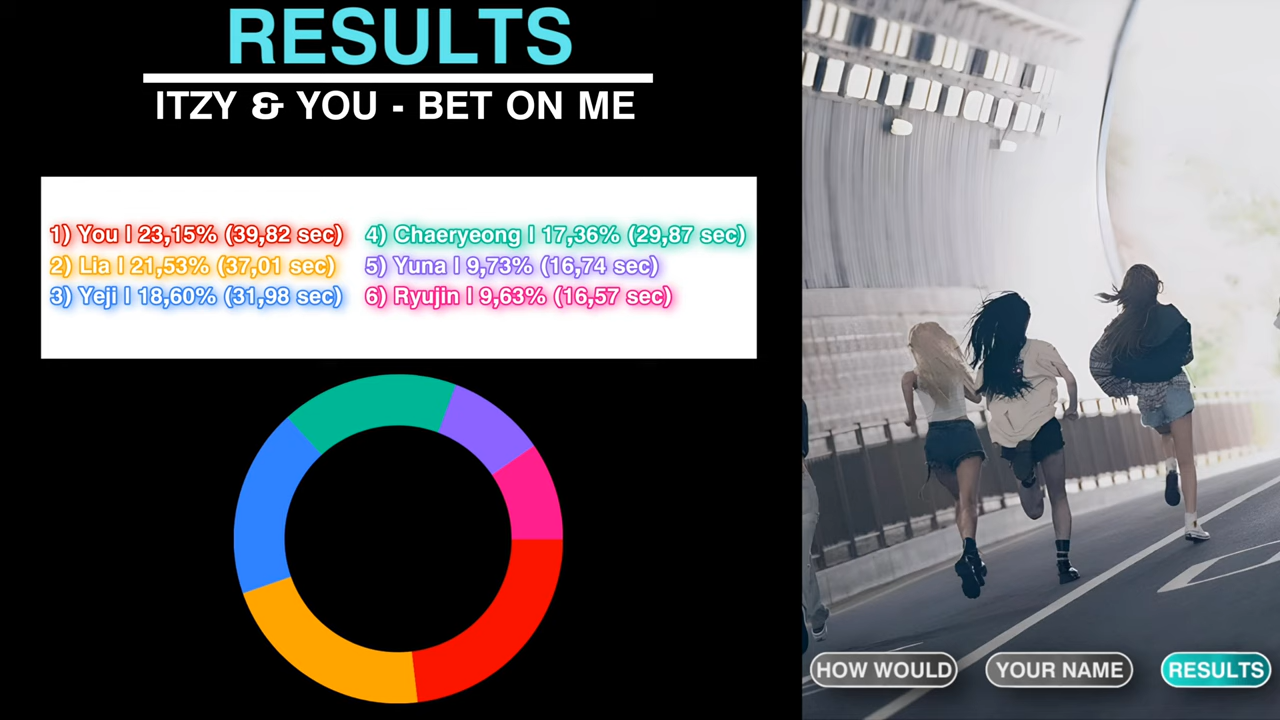 RESULTS
ITZY & YOU - BET ON ME
1) You | 23,15% (39,82 sec)
2) Lia | 21,53% (37,01 sec)
3) Yeji | 18,60% (31,98 sec)
4) Chaeryeong | 17,36% (29,87 sec)
5) Yuna | 9,73% (16,74 sec)
6) Ryujin | 9,63% (16,57 sec)
HOW WOULD
YOUR NAME
RESULTS